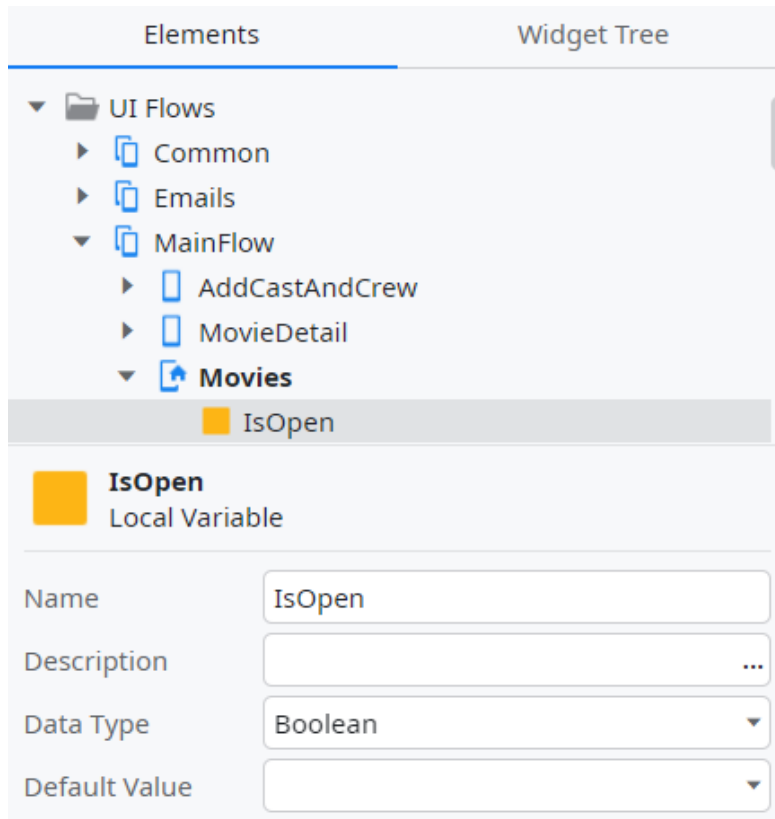 Elements Widget Tree
UI Flows
Common
Emails
MainFlow
AddCastAndCrew
MovieDetail
Movies
IsOpen
IsOpen
Local Variable
Name IsOpen
Description ...
Data Type Boolean
Default Value